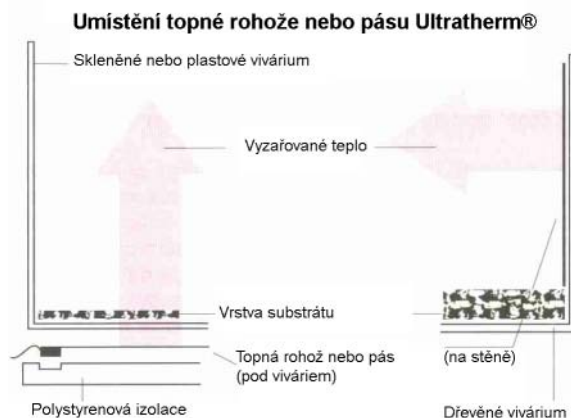 Umístění topné rohože nebo pásu Ultratherm®
Skleněné nebo plastové vivárium
Vyzařované teplo
Vrstva substrátu
Topná rohož nebo pás
(pod viváriem)
(na stěně)
Polystyrenová izolace
Dřevěné vivárium